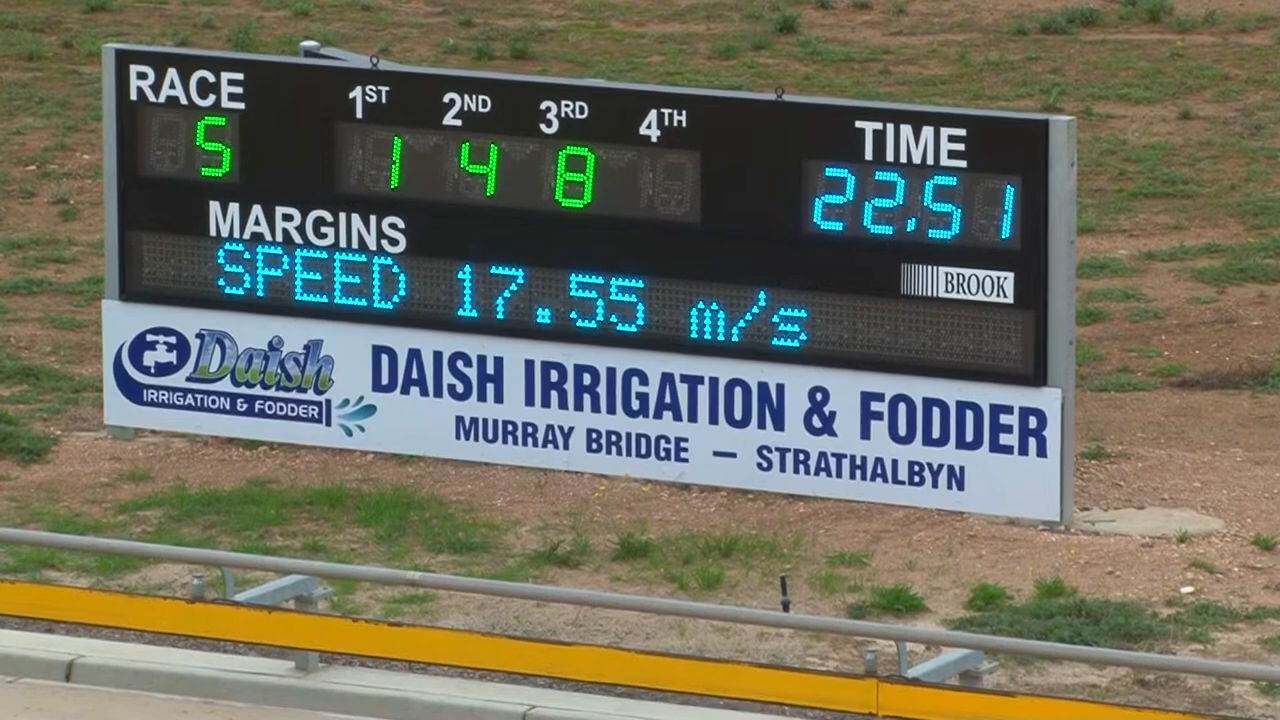 RACE 1ST 2ND 3RD 4TH TIME
5 1 4 8 22.51
MARGINS
SPEED 17.55 m/s
BROOK
Daish
IRRIGATION & FODDER
DAISH IRRIGATION & FODDER
MURRAY BRIDGE – STRATHALBYN